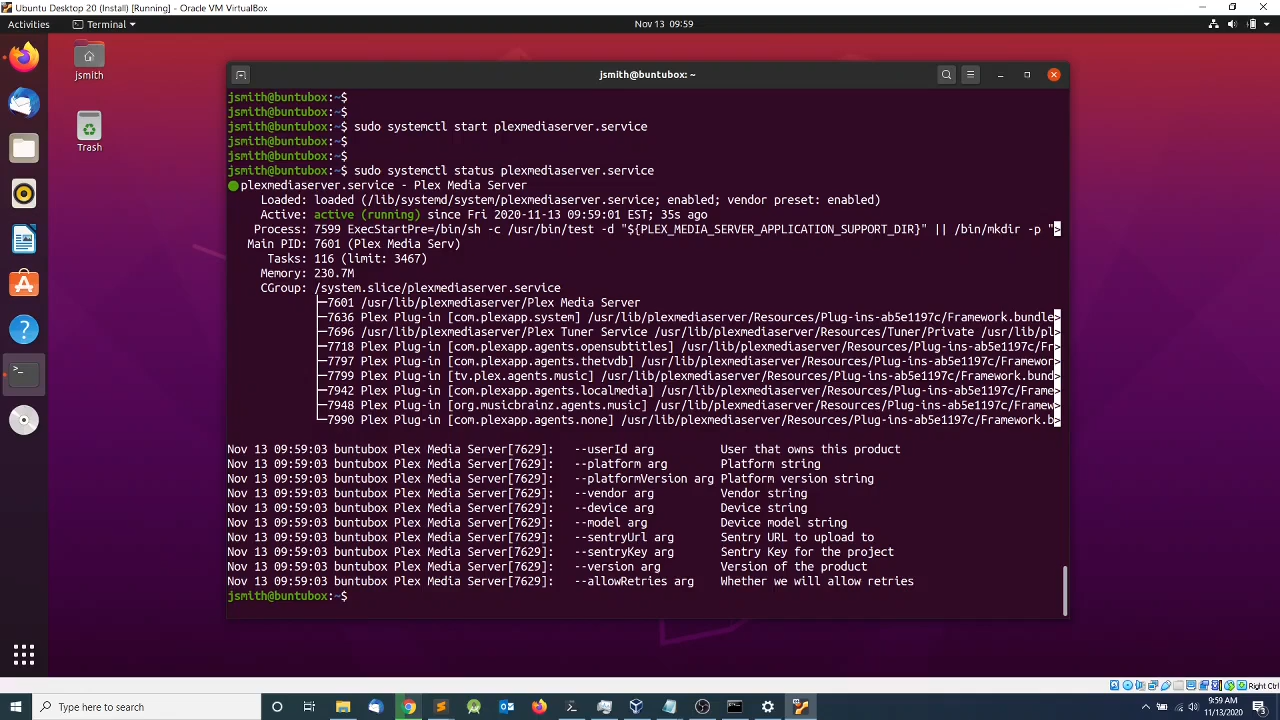 Ubuntu Desktop 20 (Install) [Running] - Oracle VM VirtualBox
Activities
Terminal
Nov 13 09:59
jsmith
Trash
jsmith@buntubox: ~
jsmith@buntubox:~$
jsmith@buntubox:~$
jsmith@buntubox:~$ sudo systemctl start plexmediaserver.service
jsmith@buntubox:~$
jsmith@buntubox:~$
jsmith@buntubox:~$ sudo systemctl status plexmediaserver.service
● plexmediaserver.service - Plex Media Server
Loaded: loaded (/lib/systemd/system/plexmediaserver.service; enabled; vendor preset: enabled)
Active: active (running) since Fri 2020-11-13 09:59:01 EST; 35s ago
Process: 7599 ExecStartPre=/bin/sh -c /usr/bin/test -d "${PLEX_MEDIA_SERVER_APPLICATION_SUPPORT_DIR}" || /bin/mkdir -p ">
Main PID: 7601 (Plex Media Serv)
Tasks: 116 (limit: 3467)
Memory: 230.7M
CGroup: /system.slice/plexmediaserver.service
├─7601 /usr/lib/plexmediaserver/Plex Media Server
├─7636 Plex Plug-in [com.plexapp.system] /usr/lib/plexmediaserver/Resources/Plug-ins-ab5e1197c/Framework.bundle>
├─7696 /usr/lib/plexmediaserver/Plex Tuner Service /usr/lib/plexmediaserver/Resources/Tuner/Private /usr/lib/pl>
├─7718 Plex Plug-in [com.plexapp.agents.opensubtitles] /usr/lib/plexmediaserver/Resources/Plug-ins-ab5e1197c/Fr>
├─7797 Plex Plug-in [com.plexapp.agents.thetvdb] /usr/lib/plexmediaserver/Resources/Plug-ins-ab5e1197c/Framewor>
├─7799 Plex Plug-in [tv.plex.agents.music] /usr/lib/plexmediaserver/Resources/Plug-ins-ab5e1197c/Framework.bund>
├─7942 Plex Plug-in [com.plexapp.agents.localmedia] /usr/lib/plexmediaserver/Resources/Plug-ins-ab5e1197c/Frame>
├─7948 Plex Plug-in [org.musicbrainz.agents.music] /usr/lib/plexmediaserver/Resources/Plug-ins-ab5e1197c/Framew>
└─7990 Plex Plug-in [com.plexapp.agents.none] /usr/lib/plexmediaserver/Resources/Plug-ins-ab5e1197c/Framework.b>
Nov 13 09:59:03 buntubox Plex Media Server[7629]: --userId arg User that owns this product
Nov 13 09:59:03 buntubox Plex Media Server[7629]: --platform arg Platform string
Nov 13 09:59:03 buntubox Plex Media Server[7629]: --platformVersion arg Platform version string
Nov 13 09:59:03 buntubox Plex Media Server[7629]: --vendor arg Vendor string
Nov 13 09:59:03 buntubox Plex Media Server[7629]: --device arg Device string
Nov 13 09:59:03 buntubox Plex Media Server[7629]: --model arg Device model string
Nov 13 09:59:03 buntubox Plex Media Server[7629]: --sentryUrl arg Sentry URL to upload to
Nov 13 09:59:03 buntubox Plex Media Server[7629]: --sentryKey arg Sentry Key for the project
Nov 13 09:59:03 buntubox Plex Media Server[7629]: --version arg Version of the product
Nov 13 09:59:03 buntubox Plex Media Server[7629]: --allowRetries arg Whether we will allow retries
jsmith@buntubox:~$
Right Ctrl
Type here to search
9:59 AM
11/13/2020